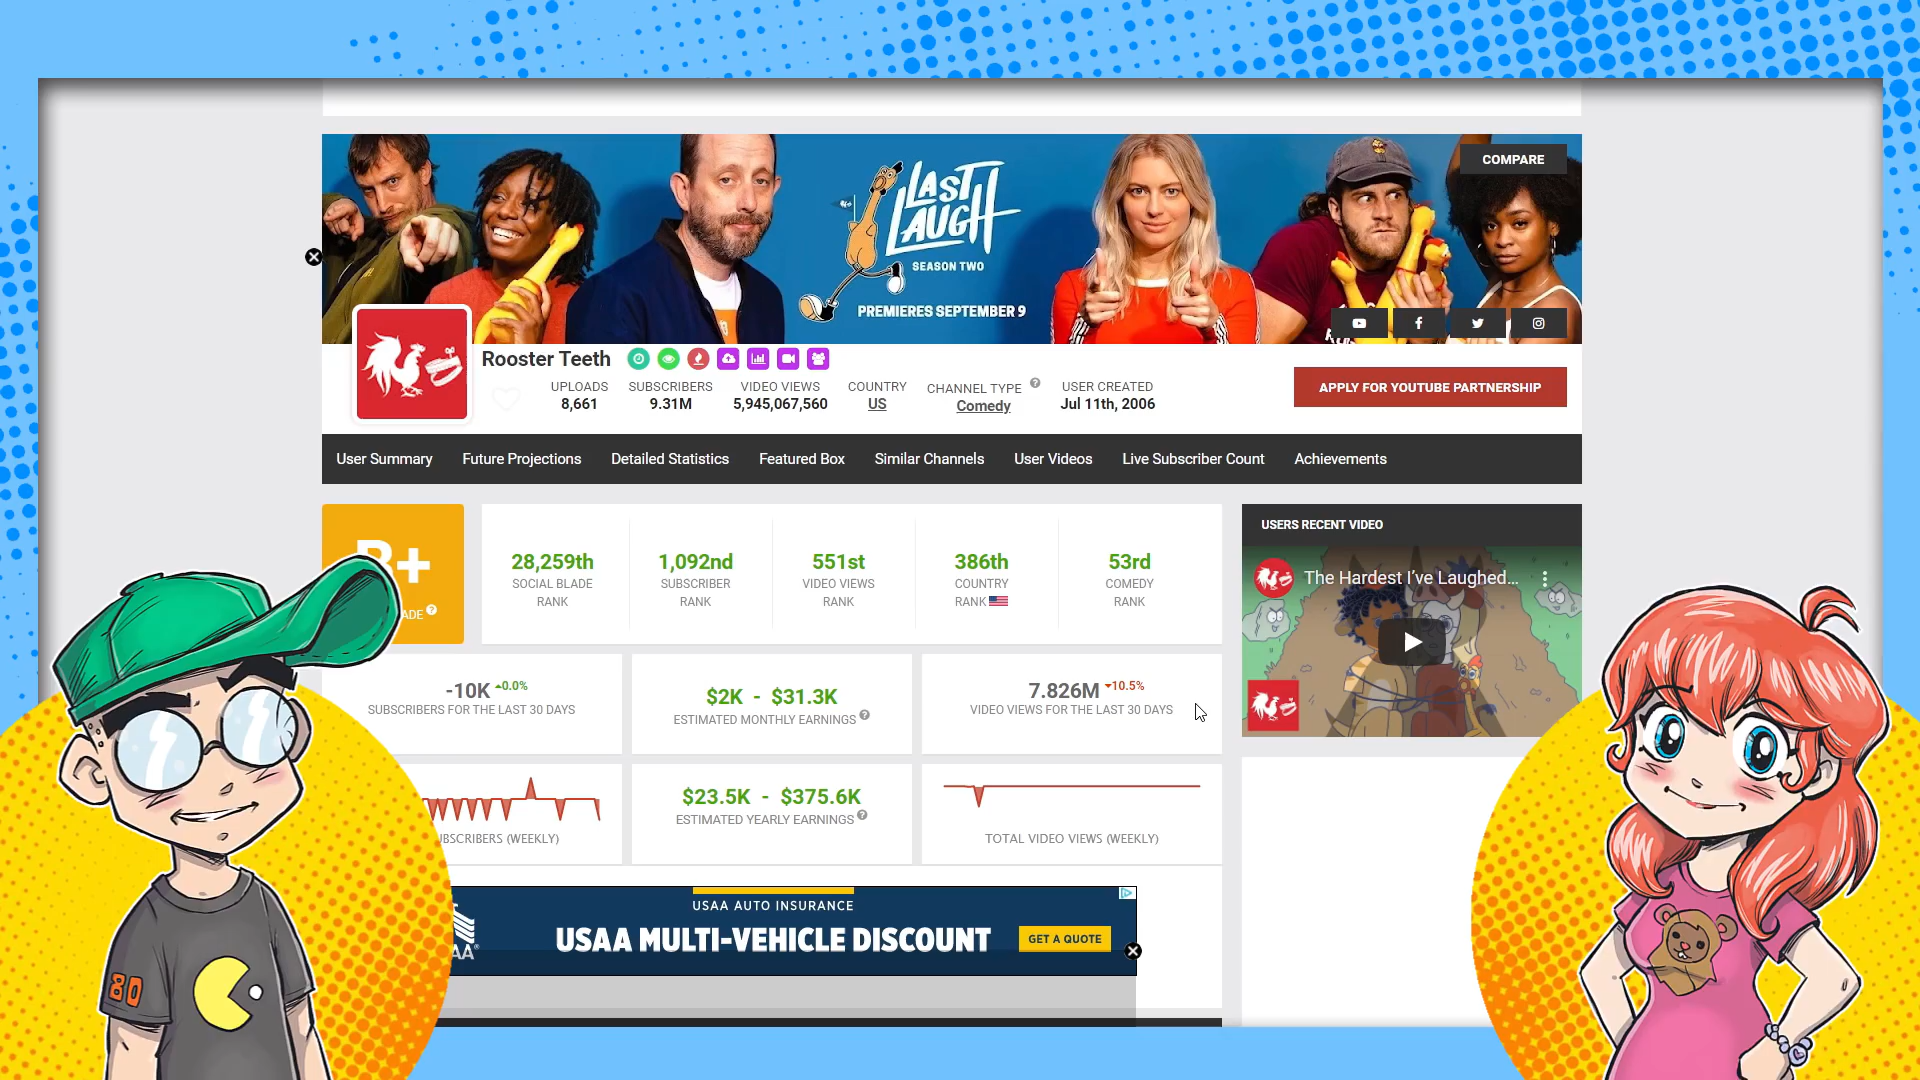 LAST
LAUGH
SEASON TWO
PREMIERES SEPTEMBER 9
COMPARE
Rooster Teeth
UPLOADS
8,661
SUBSCRIBERS
9.31M
VIDEO VIEWS
5,945,067,560
COUNTRY
US
CHANNEL TYPE
Comedy
USER CREATED
Jul 11th, 2006
APPLY FOR YOUTUBE PARTNERSHIP
User Summary
Future Projections
Detailed Statistics
Featured Box
Similar Channels
User Videos
Live Subscriber Count
Achievements
B+
ADE
28,259th
SOCIAL BLADE
RANK
1,092nd
SUBSCRIBER
RANK
551st
VIDEO VIEWS
RANK
386th
COUNTRY
RANK
53rd
COMEDY
RANK
USERS RECENT VIDEO
The Hardest I've Laughed...
-10K 0.0%
SUBSCRIBERS FOR THE LAST 30 DAYS
$2K - $31.3K
ESTIMATED MONTHLY EARNINGS
7.826M 10.5%
VIDEO VIEWS FOR THE LAST 30 DAYS
UBSCRIBERS (WEEKLY)
$23.5K - $375.6K
ESTIMATED YEARLY EARNINGS
TOTAL VIDEO VIEWS (WEEKLY)
USAA AUTO INSURANCE
USAA MULTI-VEHICLE DISCOUNT
GET A QUOTE
AA
80